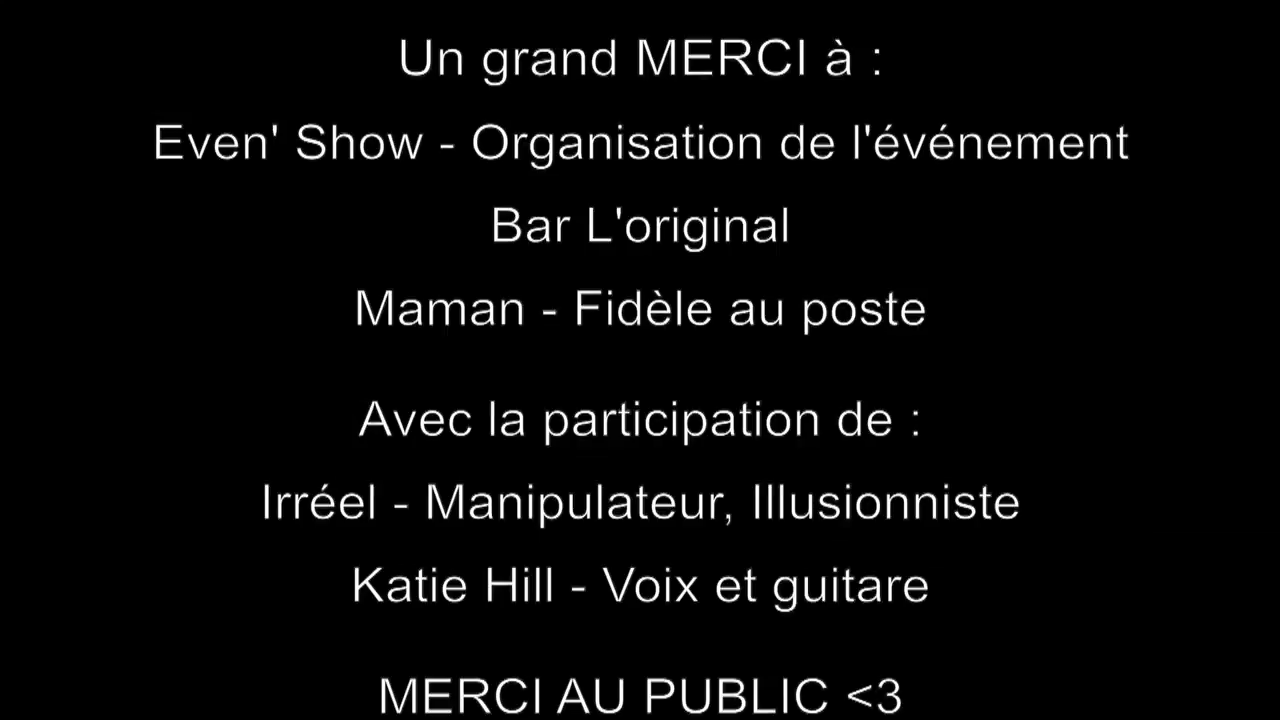 Un grand MERCI à :
Even' Show - Organisation de l'événement
Bar L'original
Maman - Fidèle au poste
Avec la participation de :
Irréel - Manipulateur, Illusionniste
Katie Hill - Voix et guitare
MERCI AU PUBLIC <3